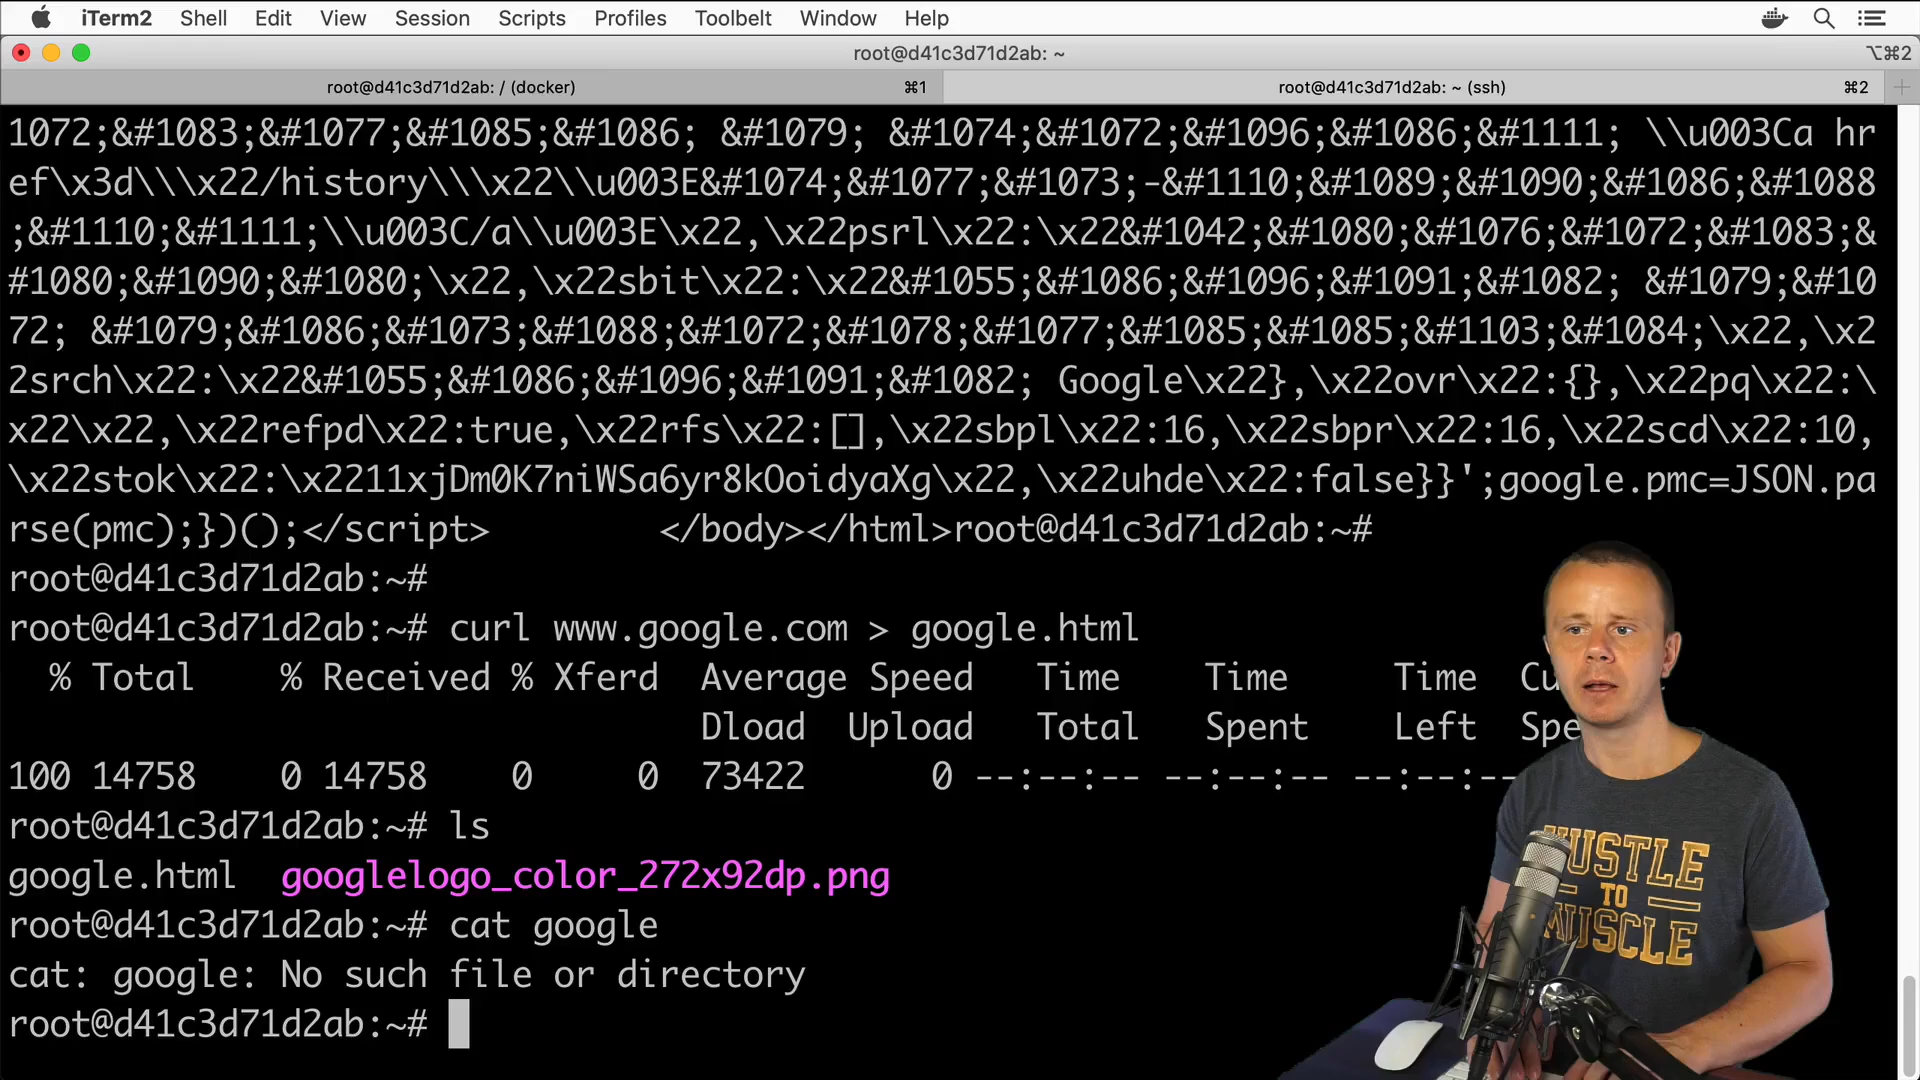 iTerm2 Shell Edit View Session Scripts Profiles Toolbelt Window Help
root@d41c3d71d2ab: ~ ⌥⌘2
root@d41c3d71d2ab: / (docker) ⌘1 root@d41c3d71d2ab: ~ (ssh) ⌘2
1072;&#1083;&#1077;&#1085;&#1086; &#1079; &#1074;&#1072;&#1096;&#1086;&#1111; \\u003Ca hr
ef\x3d\\\x22/history\\\x22\\u003E&#1074;&#1077;&#1073;-&#1110;&#1089;&#1090;&#1086;&#1088
;&#1110;&#1111;\\u003C/a\\u003E\x22,\x22psrl\x22:\x22&#1042;&#1080;&#1076;&#1072;&#1083;&
#1080;&#1090;&#1080;\x22,\x22sbit\x22:\x22&#1055;&#1086;&#1096;&#1091;&#1082; &#1079;&#10
72; &#1079;&#1086;&#1073;&#1088;&#1072;&#1078;&#1077;&#1085;&#1085;&#1103;&#1084;\x22,\x2
2srch\x22:\x22&#1055;&#1086;&#1096;&#1091;&#1082; Google\x22},\x22ovr\x22:{},\x22pq\x22:\
x22\x22,\x22refpd\x22:true,\x22rfs\x22:[],\x22sbpl\x22:16,\x22sbpr\x22:16,\x22scd\x22:10,
\x22stok\x22:\x2211xjDm0K7niWSa6yr8kOoidyaXg\x22,\x22uhde\x22:false}}';google.pmc=JSON.pa
rse(pmc);})();</script>        </body></html>root@d41c3d71d2ab:~#
root@d41c3d71d2ab:~#
root@d41c3d71d2ab:~# curl www.google.com > google.html
% Total % Received % Xferd Average Speed Time Time Time
Dload Upload Total Spent Left
100 14758 0 14758 0 0 73422 0 --:--:-- --:--:-- --:--:--
root@d41c3d71d2ab:~# ls
google.html googlelogo_color_272x92dp.png
root@d41c3d71d2ab:~# cat google
cat: google: No such file or directory
root@d41c3d71d2ab:~#
HUSTLE
TO
MUSCLE